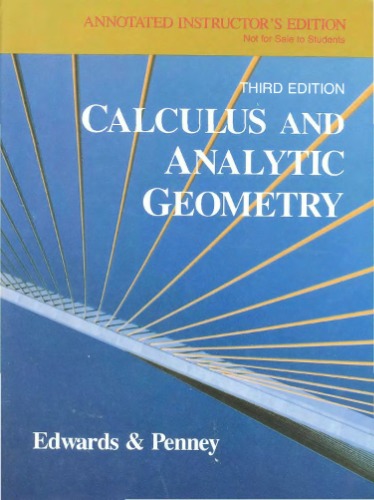 ANNOTATED INSTRUCTOR'S EDITION
Not for Sale to Students
THIRD EDITION
CALCULUS AND
ANALYTIC
GEOMETRY
Edwards & Penney